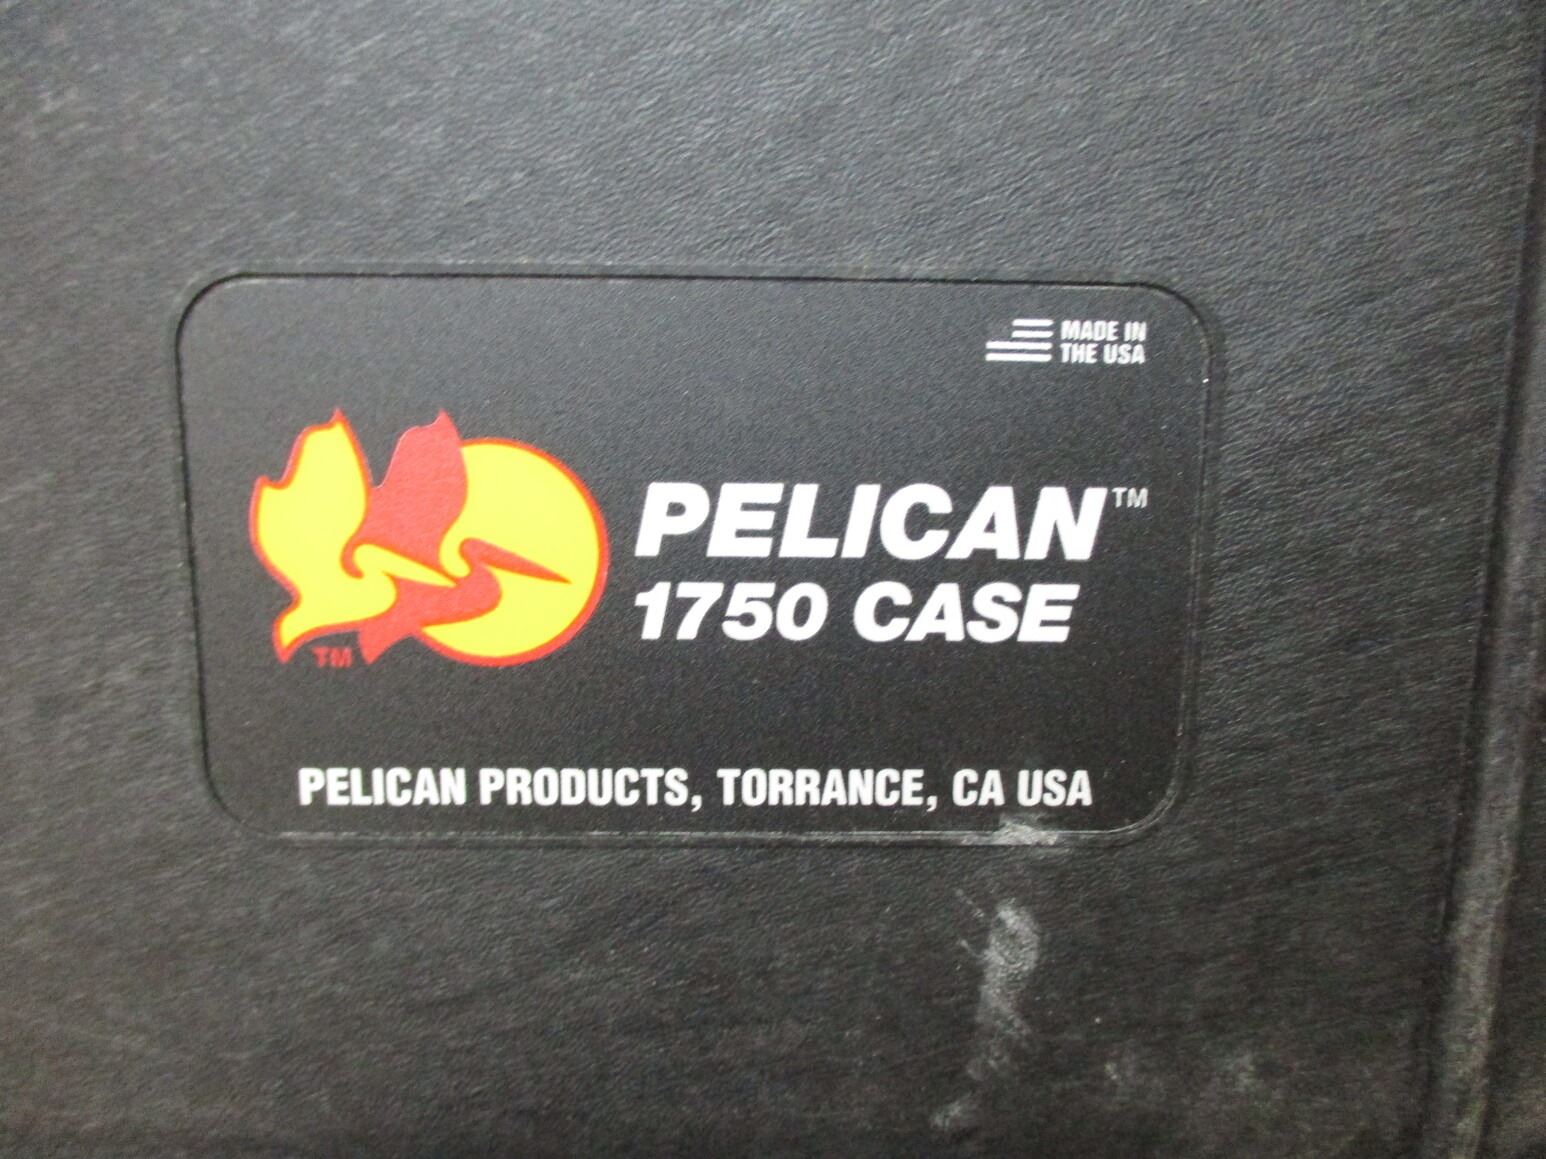 MADE IN
THE USA
PELICAN™
1750 CASE
TM
PELICAN PRODUCTS, TORRANCE, CA USA